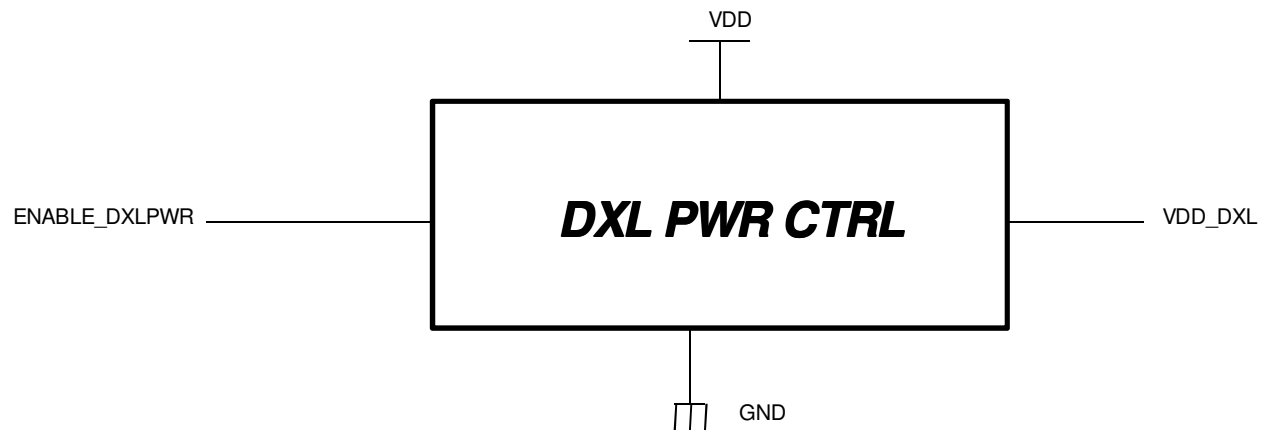 VDD
ENABLE_DXLPWR
DXL PWR CTRL
VDD_DXL
GND